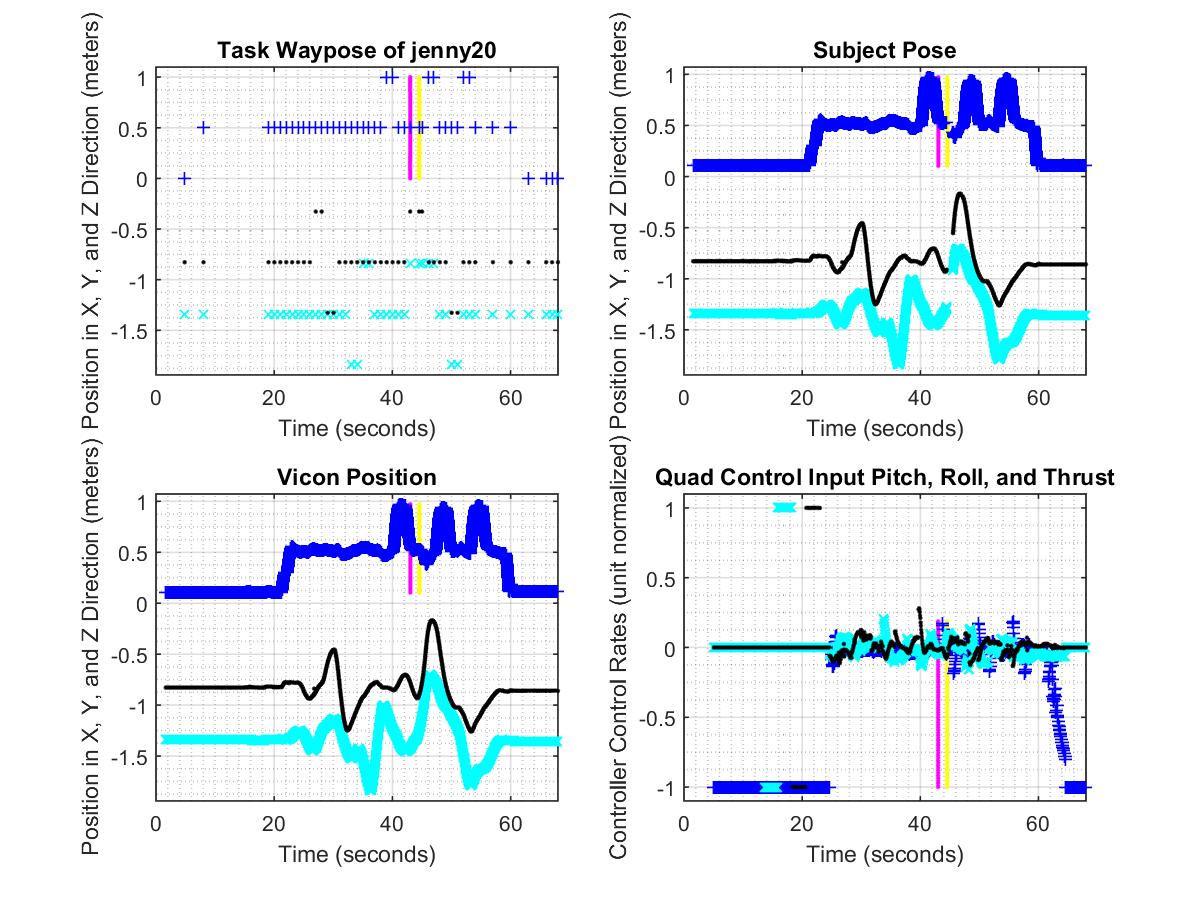 Task Waypose of jenny20
Position in X, Y, and Z Direction (meters)
1
0.5
0
-0.5
-1
-1.5
0 20 40 60
Time (seconds)
Subject Pose
Position in X, Y, and Z Direction (meters)
1
0.5
0
-0.5
-1
-1.5
0 20 40 60
Time (seconds)
Vicon Position
Position in X, Y, and Z Direction (meters)
1
0.5
0
-0.5
-1
-1.5
0 20 40 60
Time (seconds)
Quad Control Input Pitch, Roll, and Thrust
Controller Control Rates (unit normalized)
1
0.5
0
-0.5
-1
0 20 40 60
Time (seconds)